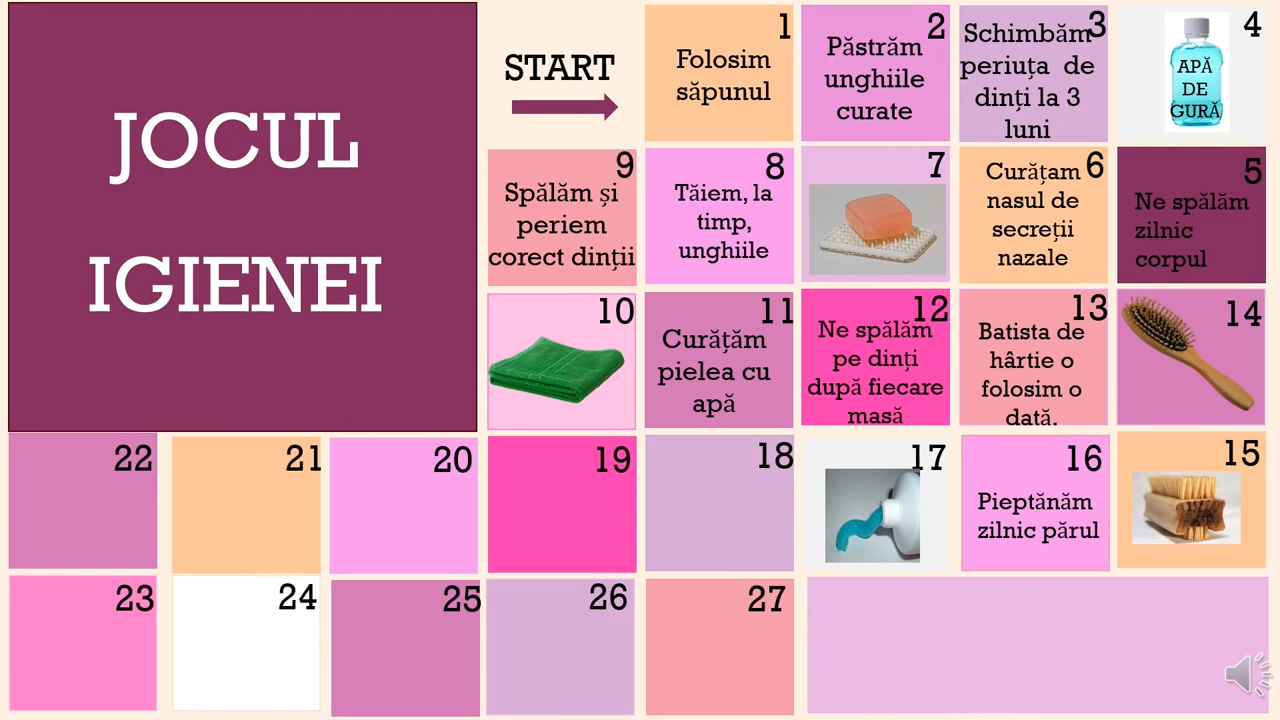 JOCUL
IGIENEI
START
1
Folosim
săpunul
2
Păstrăm
unghiile
curate
3
Schimbăm
periuța de
dinți la 3
luni
4
APĂ
DE
GURĂ
5
Ne spălăm
zilnic
corpul
6
Curățam
nasul de
secreții
nazale
7
8
Tăiem, la
timp,
unghiile
9
Spălăm și
periem
corect dinții
10
11
Curățăm
pielea cu
apă
12
Ne spălăm
pe dinți
după fiecare
masă
13
Batista de
hârtie o
folosim o
dată.
14
15
16
Pieptănăm
zilnic părul
17
18
19
20
21
22
23
24
25
26
27